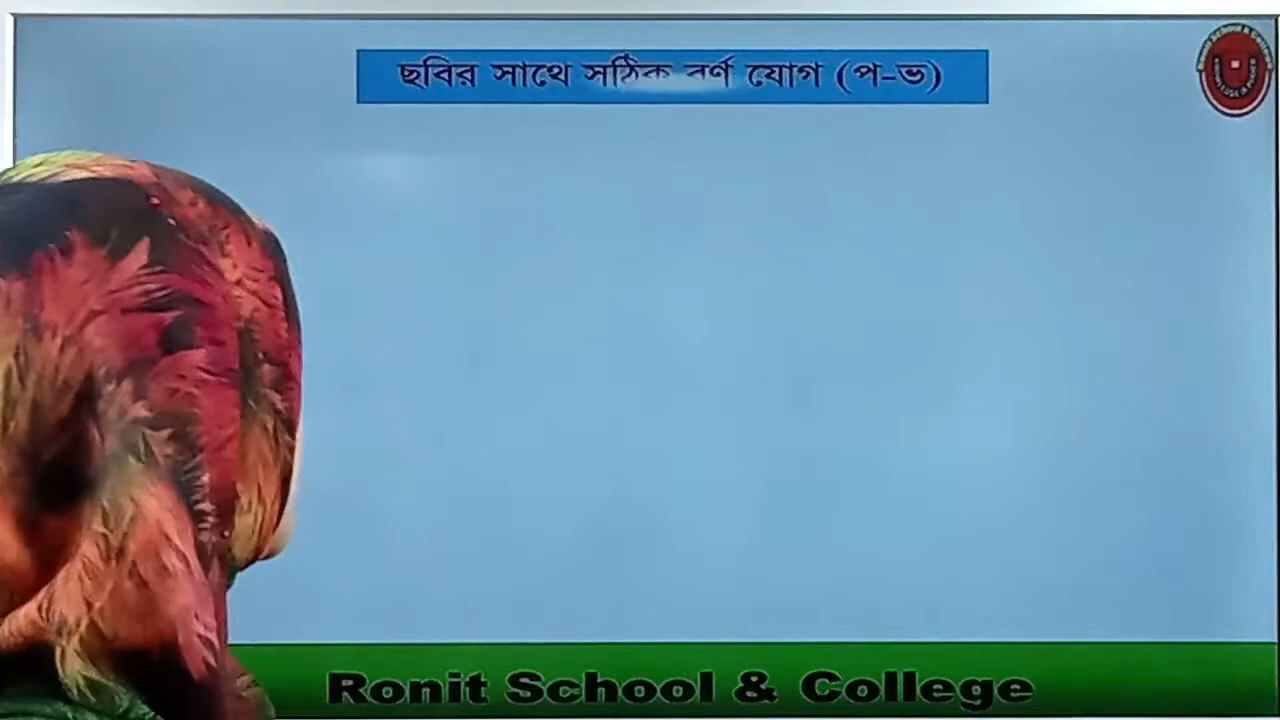 ছবির সাথে সঠিক বর্ণ যোগ (প-ভ)
Ronit School & College